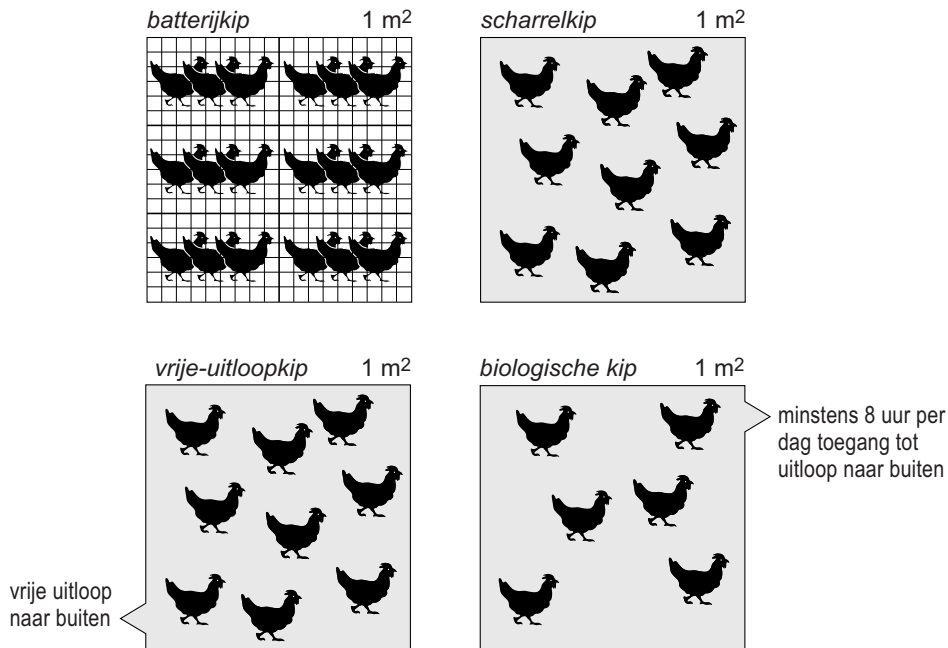 batterijkip 1 m²
scharrelkip 1 m²
vrije-uitloopkip 1 m²
biologische kip 1 m²
minstens 8 uur per
dag toegang tot
uitloop naar buiten
vrije uitloop
naar buiten